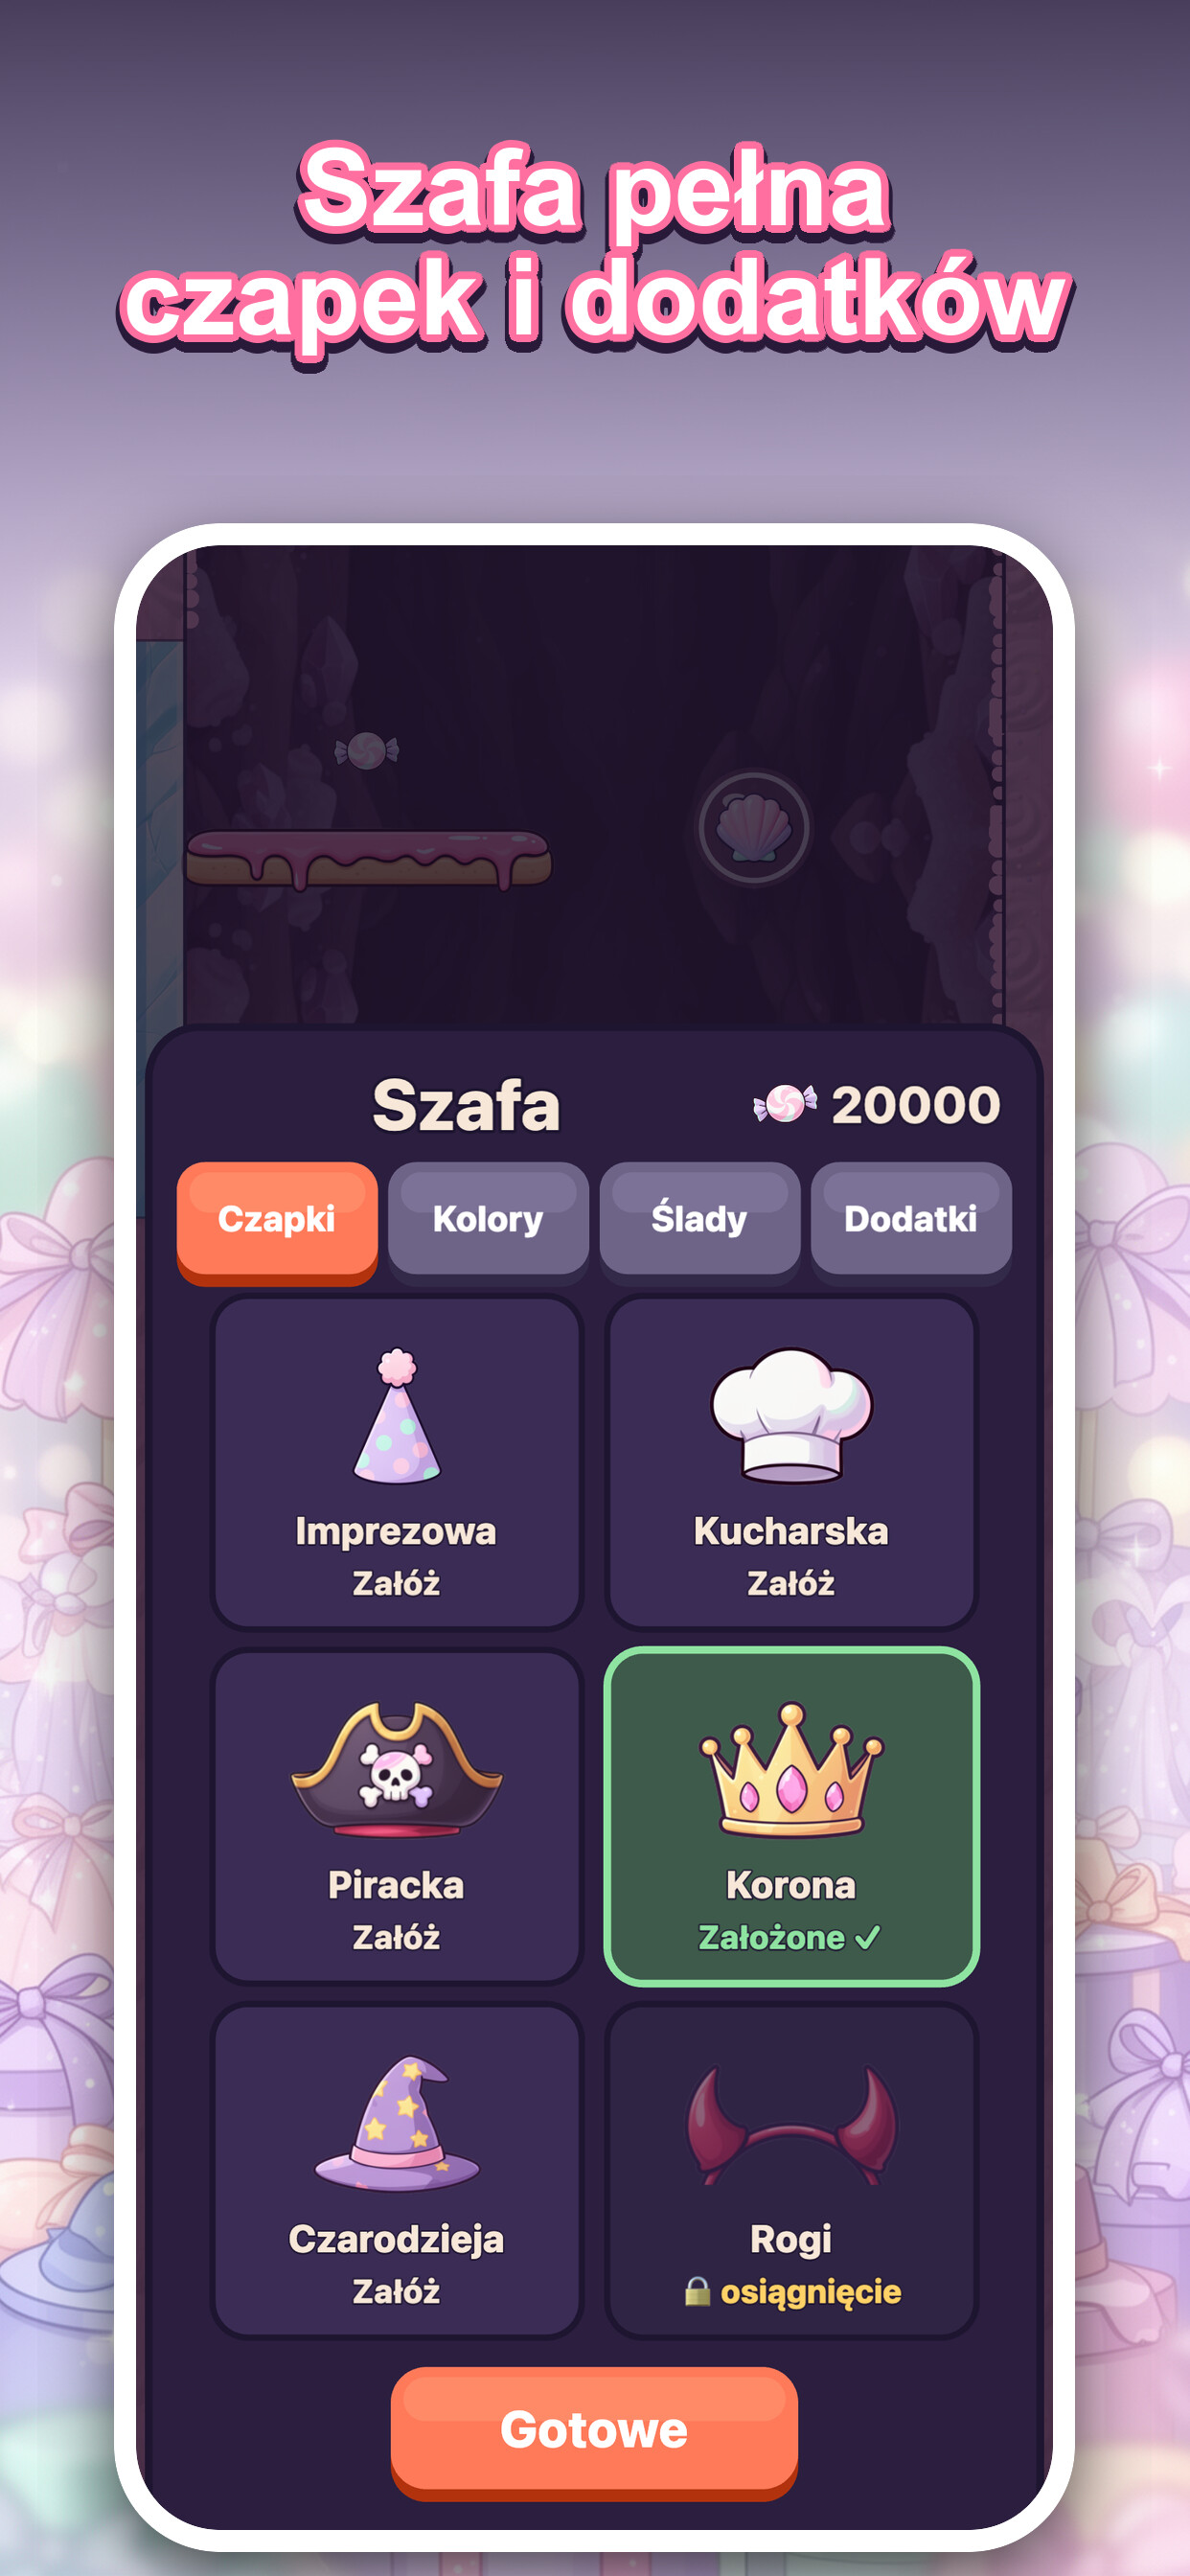 Szafa pełna
czapek i dodatków
Szafa
20000
Czapki
Kolory
Ślady
Dodatki
Imprezowa
Załóż
Kucharska
Załóż
Piracka
Załóż
Korona
Założone ✓
Czarodzieja
Załóż
Rogi
🔒 osiągnięcie
Gotowe